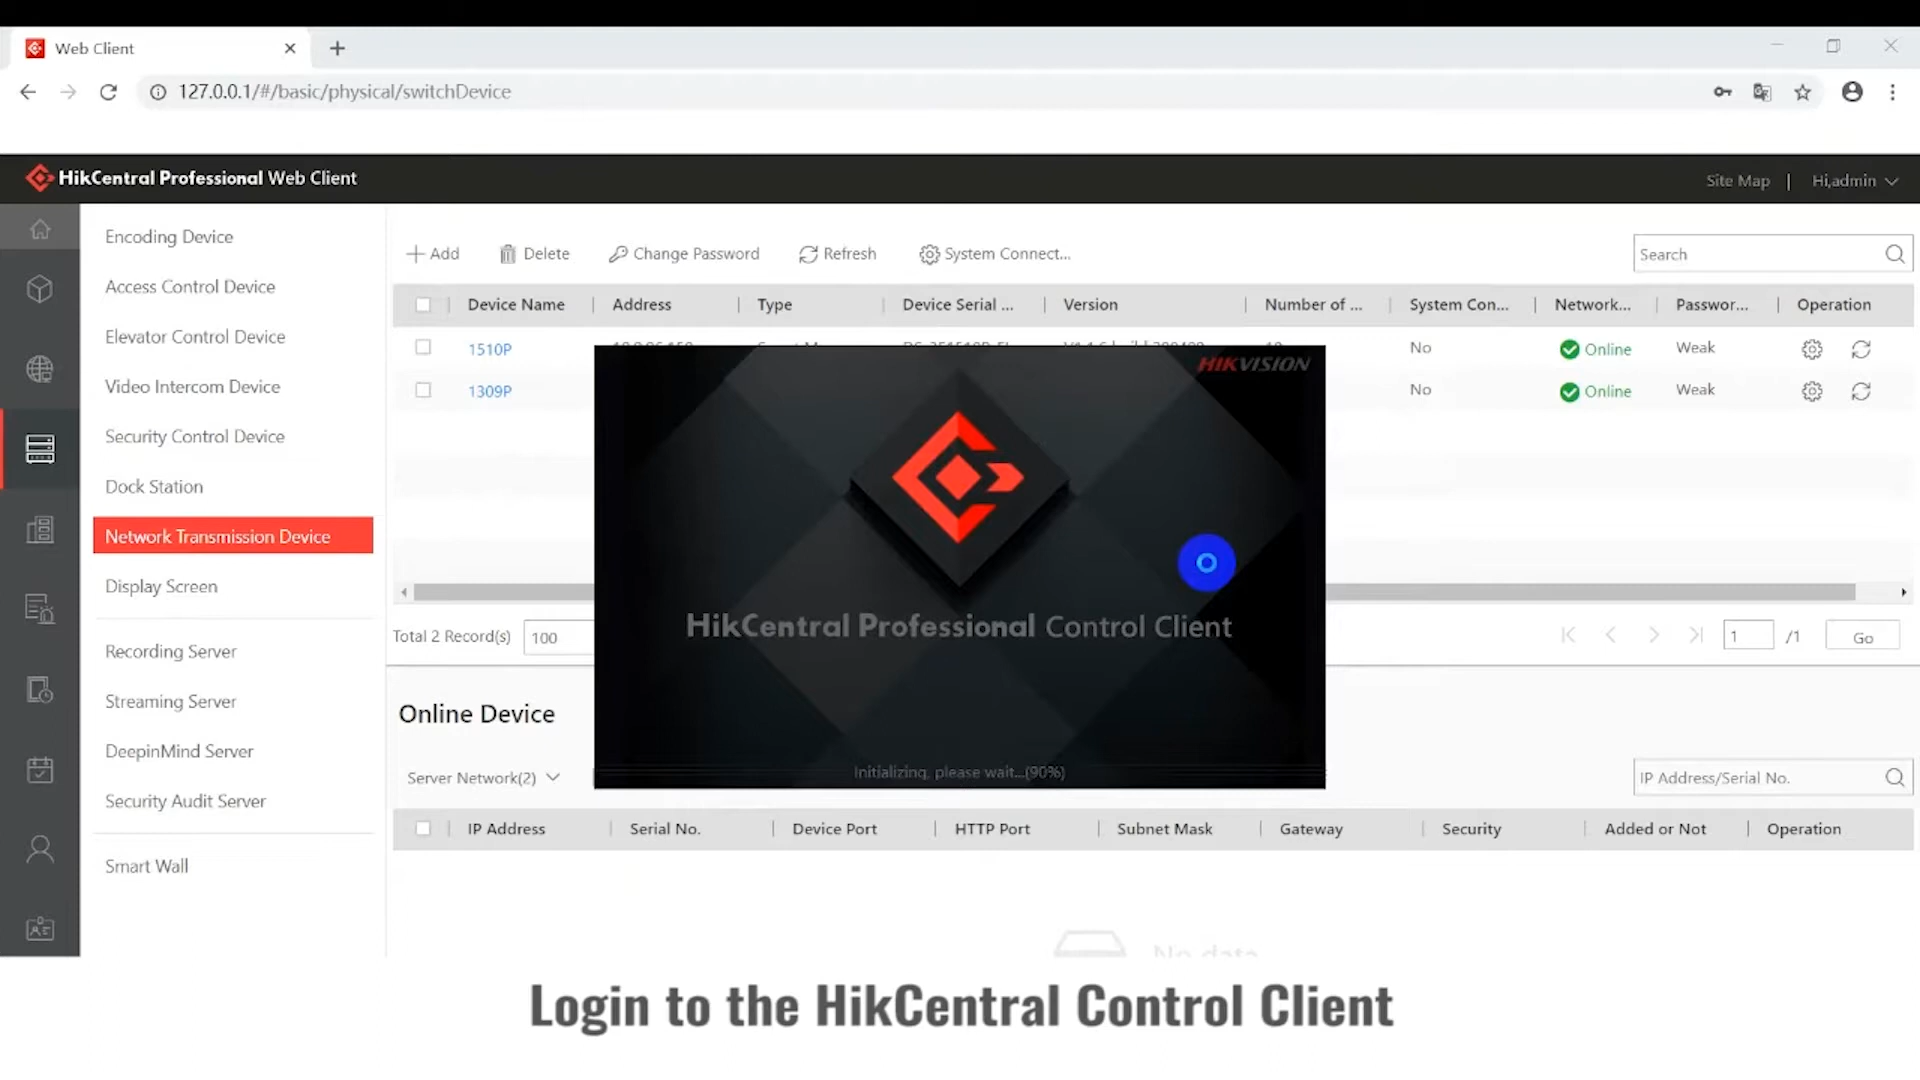 Web Client
127.0.0.1/#/basic/physical/switchDevice
HikCentral Professional Web Client
Site Map | Hi,admin
Encoding Device
Access Control Device
Elevator Control Device
Video Intercom Device
Security Control Device
Dock Station
Network Transmission Device
Display Screen
Recording Server
Streaming Server
DeepinMind Server
Security Audit Server
Smart Wall
Add Delete Change Password Refresh System Connect... Search
Device Name Address Type Device Serial ... Version Number of ... System Con... Network... Passwor... Operation
1510P No Online Weak
1309P No Online Weak
HIKVISION
HikCentral Professional Control Client
Initializing, please wait...(90%)
Total 2 Record(s) 100 1 /1 Go
Online Device
Server Network(2) IP Address/Serial No.
IP Address Serial No. Device Port HTTP Port Subnet Mask Gateway Security Added or Not Operation
No data
Login to the HikCentral Control Client